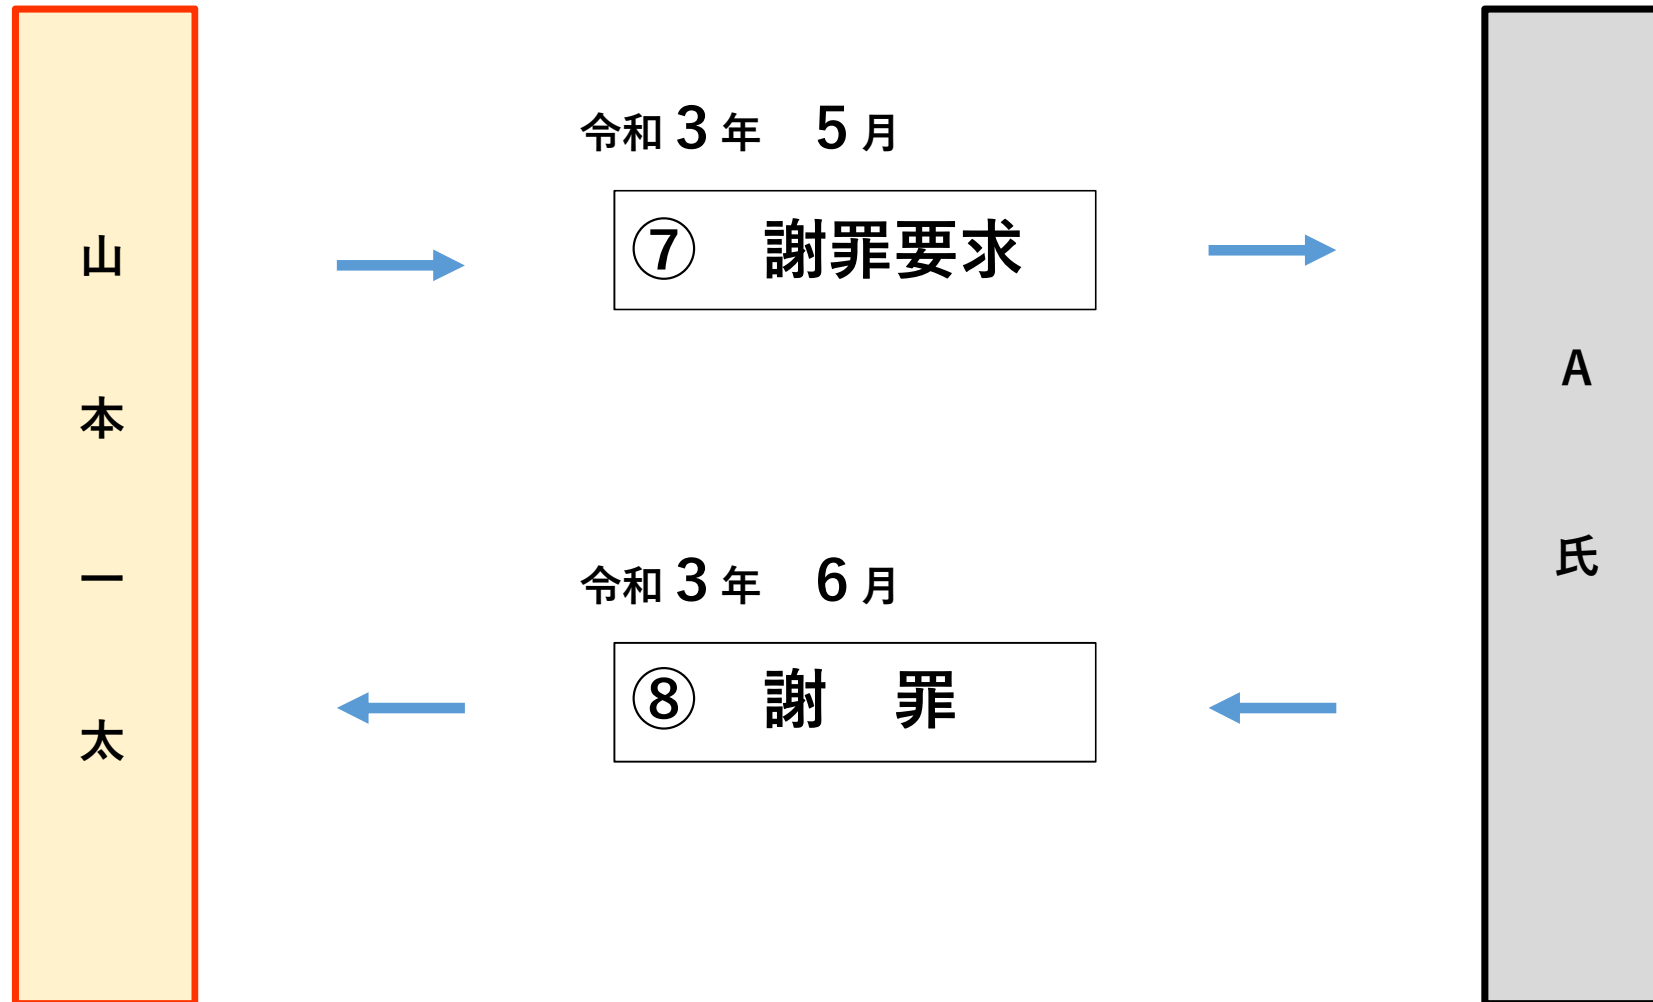 山本一太
令和3年　5月
⑦　謝罪要求
令和3年　6月
⑧　謝　罪
A氏